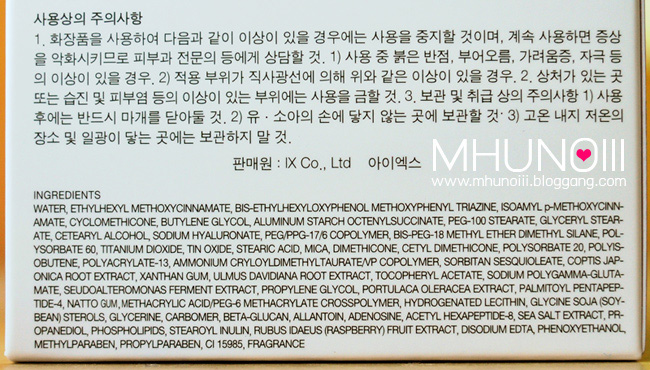 사용상의 주의사항
1. 화장품을 사용하여 다음과 같이 이상이 있을 경우에는 사용을 중지할 것이며, 계속 사용하면 증상
을 악화시키므로 피부과 전문의 등에게 상담할 것. 1) 사용 중 붉은 반점, 부어오름, 가려움증, 자극 등
의 이상이 있을 경우. 2) 적용 부위가 직사광선에 의해 위와 같은 이상이 있을 경우. 2. 상처가 있는 곳
또는 습진 및 피부염 등의 이상이 있는 부위에는 사용을 금할 것. 3. 보관 및 취급 상의 주의사항 1) 사용
후에는 반드시 마개를 닫아둘 것. 2) 유·소아의 손에 닿지 않는 곳에 보관할 것· 3) 고온 내지 저온의
장소 및 일광이 닿는 곳에는 보관하지 말 것.
판매원 : IX Co., Ltd 아이엑스
MHUNOIII
www.mhunoiii.bloggang.com
INGREDIENTS
WATER, ETHYLHEXYL METHOXYCINNAMATE, BIS-ETHYLHEXYLOXYPHENOL METHOXYPHENYL TRIAZINE, ISOAMYL p-METHOXYCINN-
AMATE, CYCLOMETHICONE, BUTYLENE GLYCOL, ALUMINUM STARCH OCTENYLSUCCINATE, PEG-100 STEARATE, GLYCERYL STEAR-
ATE, CETEARYL ALCOHOL, SODIUM HYALURONATE, PEG/PPG-17/6 COPOLYMER, BIS-PEG-18 METHYL ETHER DIMETHYL SILANE, POL-
YSORBATE 60, TITANIUM DIOXIDE, TIN OXIDE, STEARIC ACID, MICA, DIMETHICONE, CETYL DIMETHICONE, POLYSORBATE 20, POLYIS-
OBUTENE, POLYACRYLATE-13, AMMONIUM CRYLOYLDIMETHYLTAURATE/VP COPOLYMER, SORBITAN SESQUIOLEATE, COPTIS JAP-
ONICA ROOT EXTRACT, XANTHAN GUM, ULMUS DAVIDIANA ROOT EXTRACT, TOCOPHERYL ACETATE, SODIUM POLYGAMMA-GLUTA-
MATE, SEUDOALTEROMONAS FERMENT EXTRACT, PROPYLENE GLYCOL, PORTULACA OLERACEA EXTRACT, PALMITOYL PENTAPEP-
TIDE-4, NATTO GUM, METHACRYLIC ACID/PEG-6 METHACRYLATE CROSSPOLYMER, HYDROGENATED LECITHIN, GLYCINE SOJA (SOY-
BEAN) STEROLS, GLYCERINE, CARBOMER, BETA-GLUCAN, ALLANTOIN, ADENOSINE, ACETYL HEXAPEPTIDE-8, SEA SALT EXTRACT, PR-
OPANEDIOL, PHOSPHOLIPIDS, STEAROYL INULIN, RUBUS IDAEUS (RASPBERRY) FRUIT EXTRACT, DISODIUM EDTA, PHENOXYETHANOL,
METHYLPARABEN, PROPYLPARABEN, CI 15985, FRAGRANCE